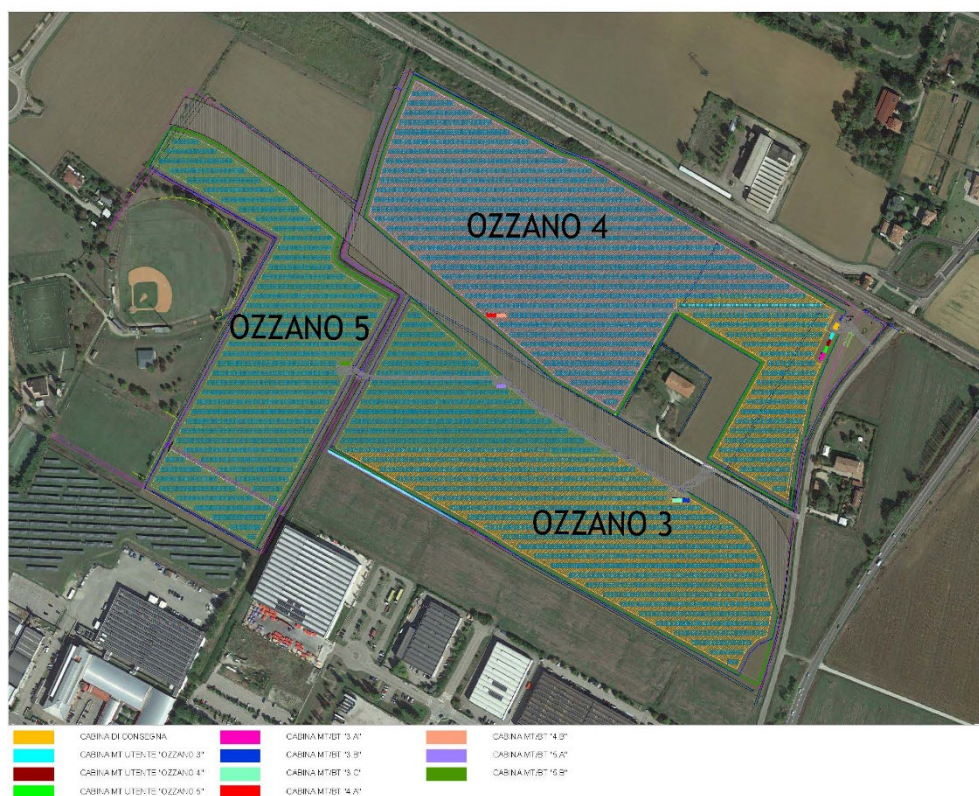 OZZANO 4
OZZANO 5
OZZANO 3
CABINA DI CONSEGNA
CABINA MT UTENTE "OZZANO 3"
CABINA MT UTENTE "OZZANO 4"
CABINA MT UTENTE "OZZANO 5"
CABINA MT/BT "3.A"
CABINA MT/BT "3.B"
CABINA MT/BT "3.C"
CABINA MT/BT "4.A"
CABINA MT/BT "4.B"
CABINA MT/BT "5.A"
CABINA MT/BT "5.B"